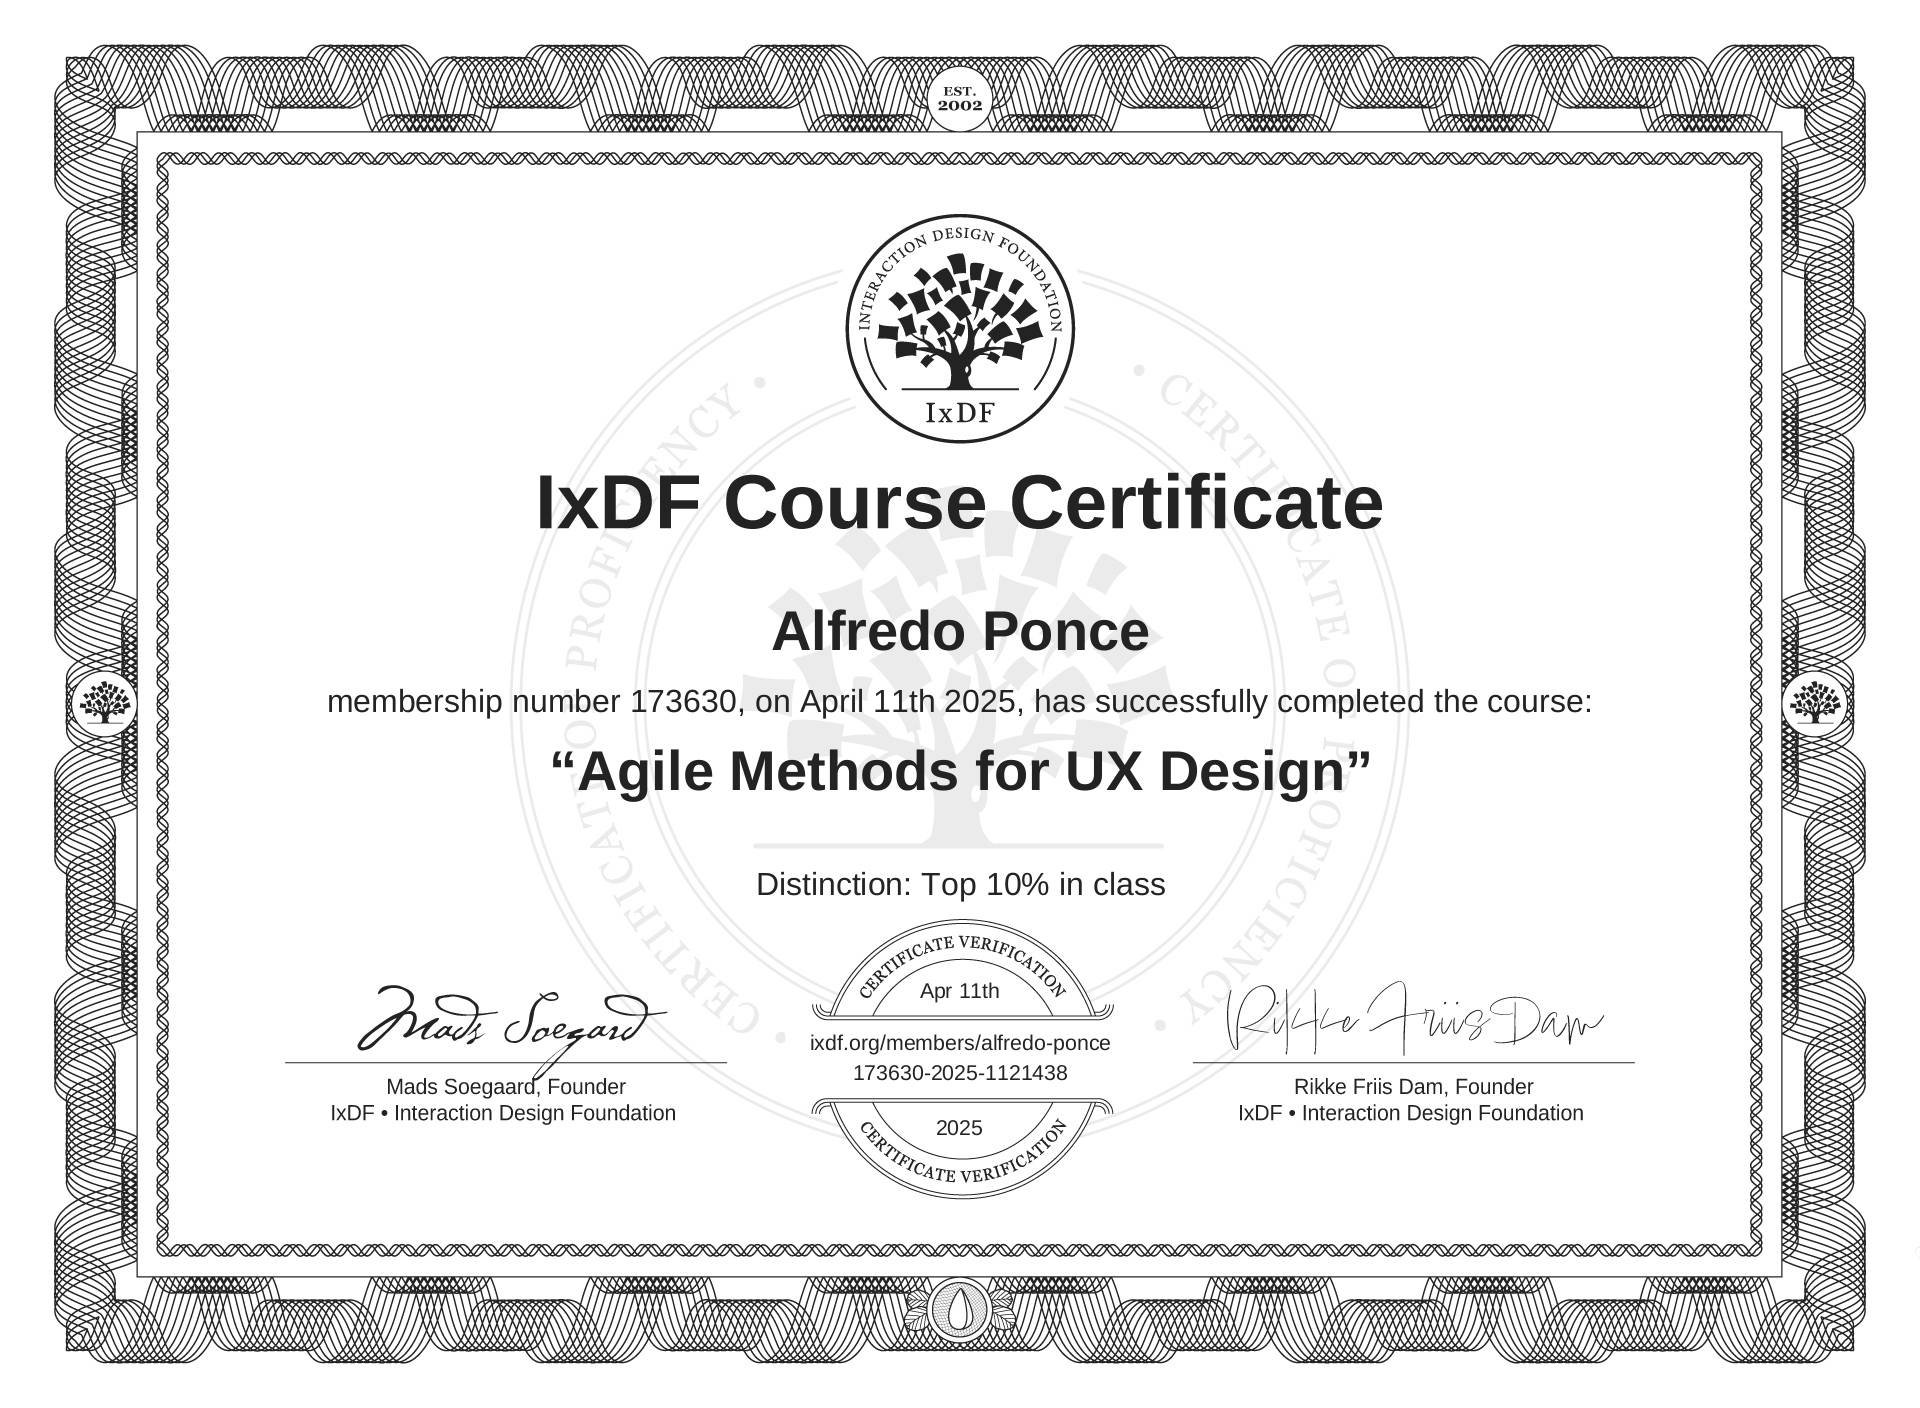 EST.
2002
INTERACTION DESIGN FOUNDATION
IxDF
• CERTIFICATE OF PROFICIENCY •
• CERTIFICATE OF PROFICIENCY •
IxDF Course Certificate
Alfredo Ponce
membership number 173630, on April 11th 2025, has successfully completed the course:
“Agile Methods for UX Design”
Distinction: Top 10% in class
Mads Soegaard
Mads Soegaard, Founder
IxDF • Interaction Design Foundation
CERTIFICATE VERIFICATION
Apr 11th
ixdf.org/members/alfredo-ponce
173630-2025-1121438
2025
CERTIFICATE VERIFICATION
Rikke Friis Dam
Rikke Friis Dam, Founder
IxDF • Interaction Design Foundation